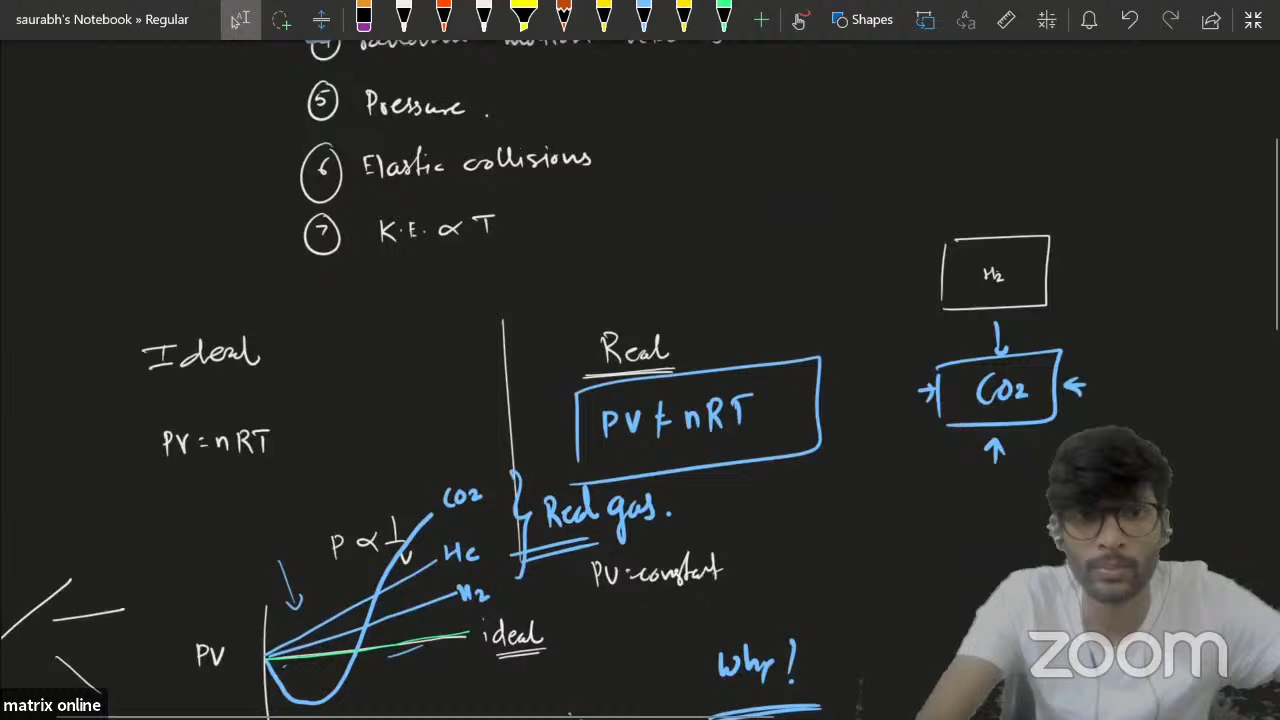 saurabh's Notebook » Regular
Shapes
5 Pressure.
6 Elastic collisions
7 K.E. ∝ T
H2
Ideal
Real
CO2
PV = nRT
PV ≠ nRT
CO2
Real gas.
P ∝ 1/V
He
PV = constant
H2
ideal
PV
Why?
zoom
matrix online